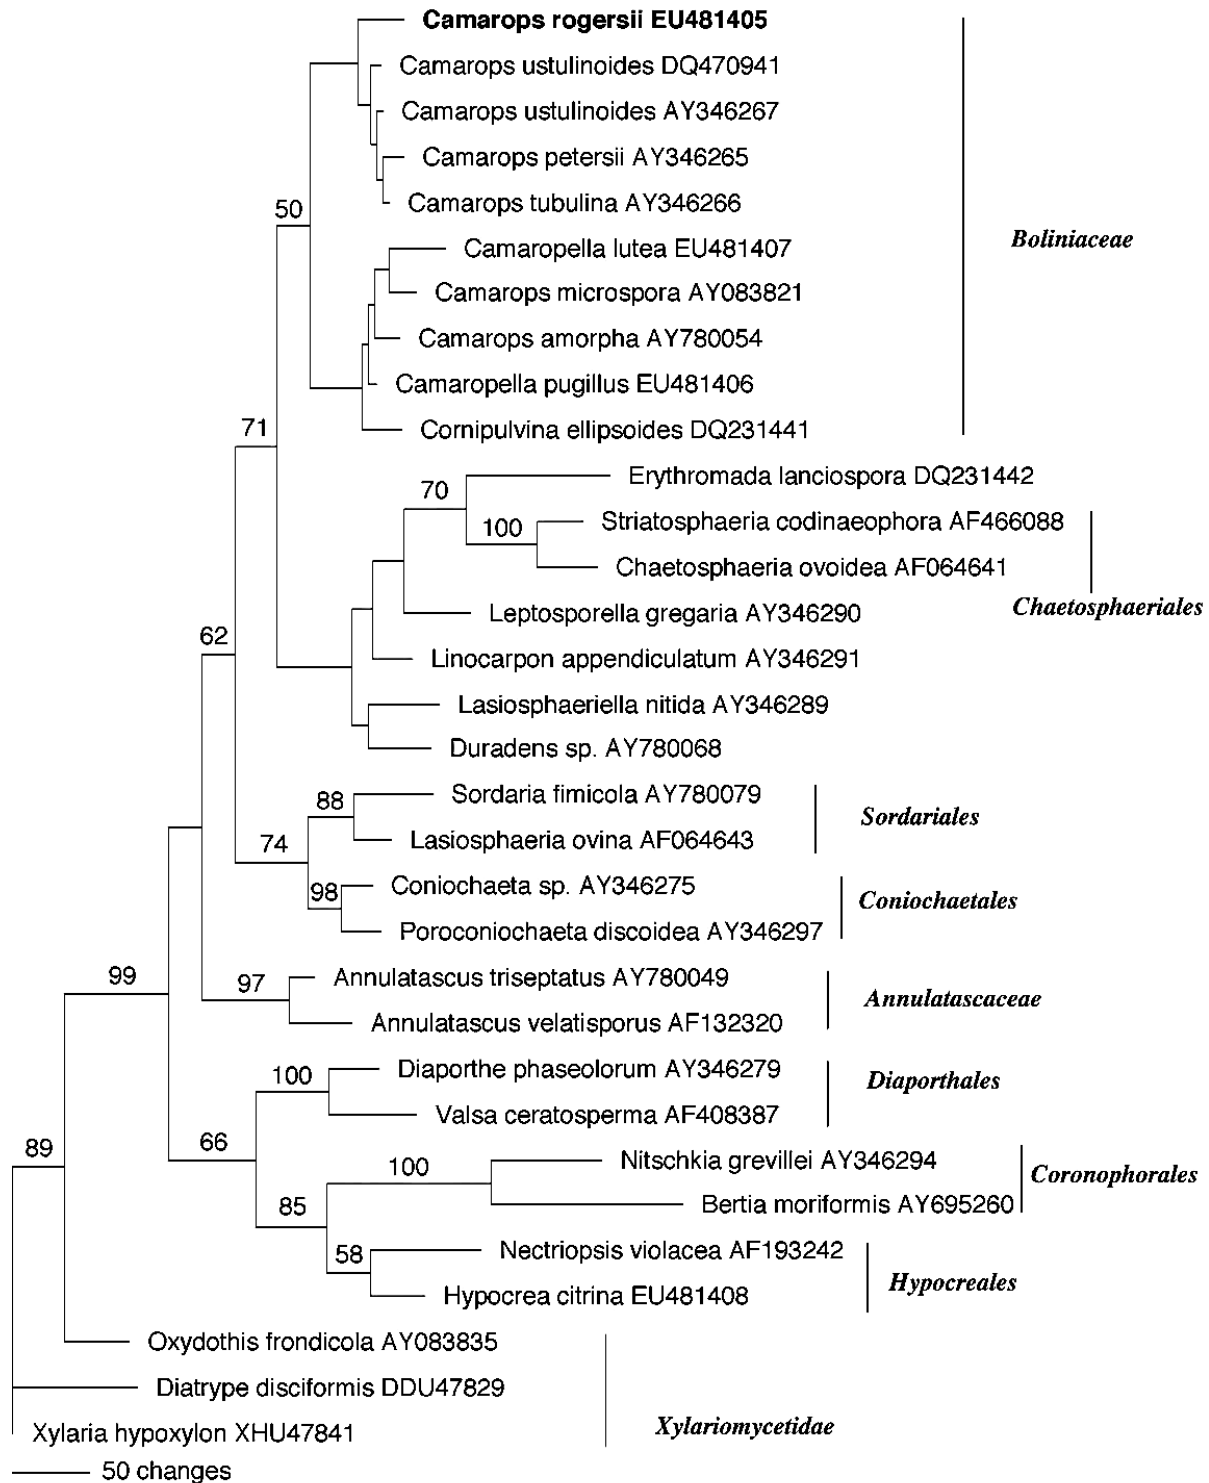 Camarops rogersii EU481405
Camarops ustulinoides DQ470941
Camarops ustulinoides AY346267
Camarops petersii AY346265
Camarops tubulina AY346266
50
Boliniaceae
Camaropella lutea EU481407
Camarops microspora AY083821
Camarops amorpha AY780054
Camaropella pugillus EU481406
71
Cornipulvina ellipsoides DQ231441
Erythromada lanciospora DQ231442
70
Striatosphaeria codinaeophora AF466088
100
Chaetosphaeria ovoidea AF064641
Chaetosphaeriales
Leptosporella gregaria AY346290
62
Linocarpon appendiculatum AY346291
Lasiosphaeriella nitida AY346289
Duradens sp. AY780068
Sordaria fimicola AY780079
88
Sordariales
74
Lasiosphaeria ovina AF064643
98
Coniochaeta sp. AY346275
Coniochaetales
Poroconiochaeta discoidea AY346297
99
97
Annulatascus triseptatus AY780049
Annulatascaceae
Annulatascus velatisporus AF132320
100
Diaporthe phaseolorum AY346279
Diaporthales
Valsa ceratosperma AF408387
89
66
100
Nitschkia grevillei AY346294
Coronophorales
85
Bertia moriformis AY695260
58
Nectriopsis violacea AF193242
Hypocreales
Hypocrea citrina EU481408
Oxydothis frondicola AY083835
Diatrype disciformis DDU47829
Xylariomycetidae
Xylaria hypoxylon XHU47841
50 changes